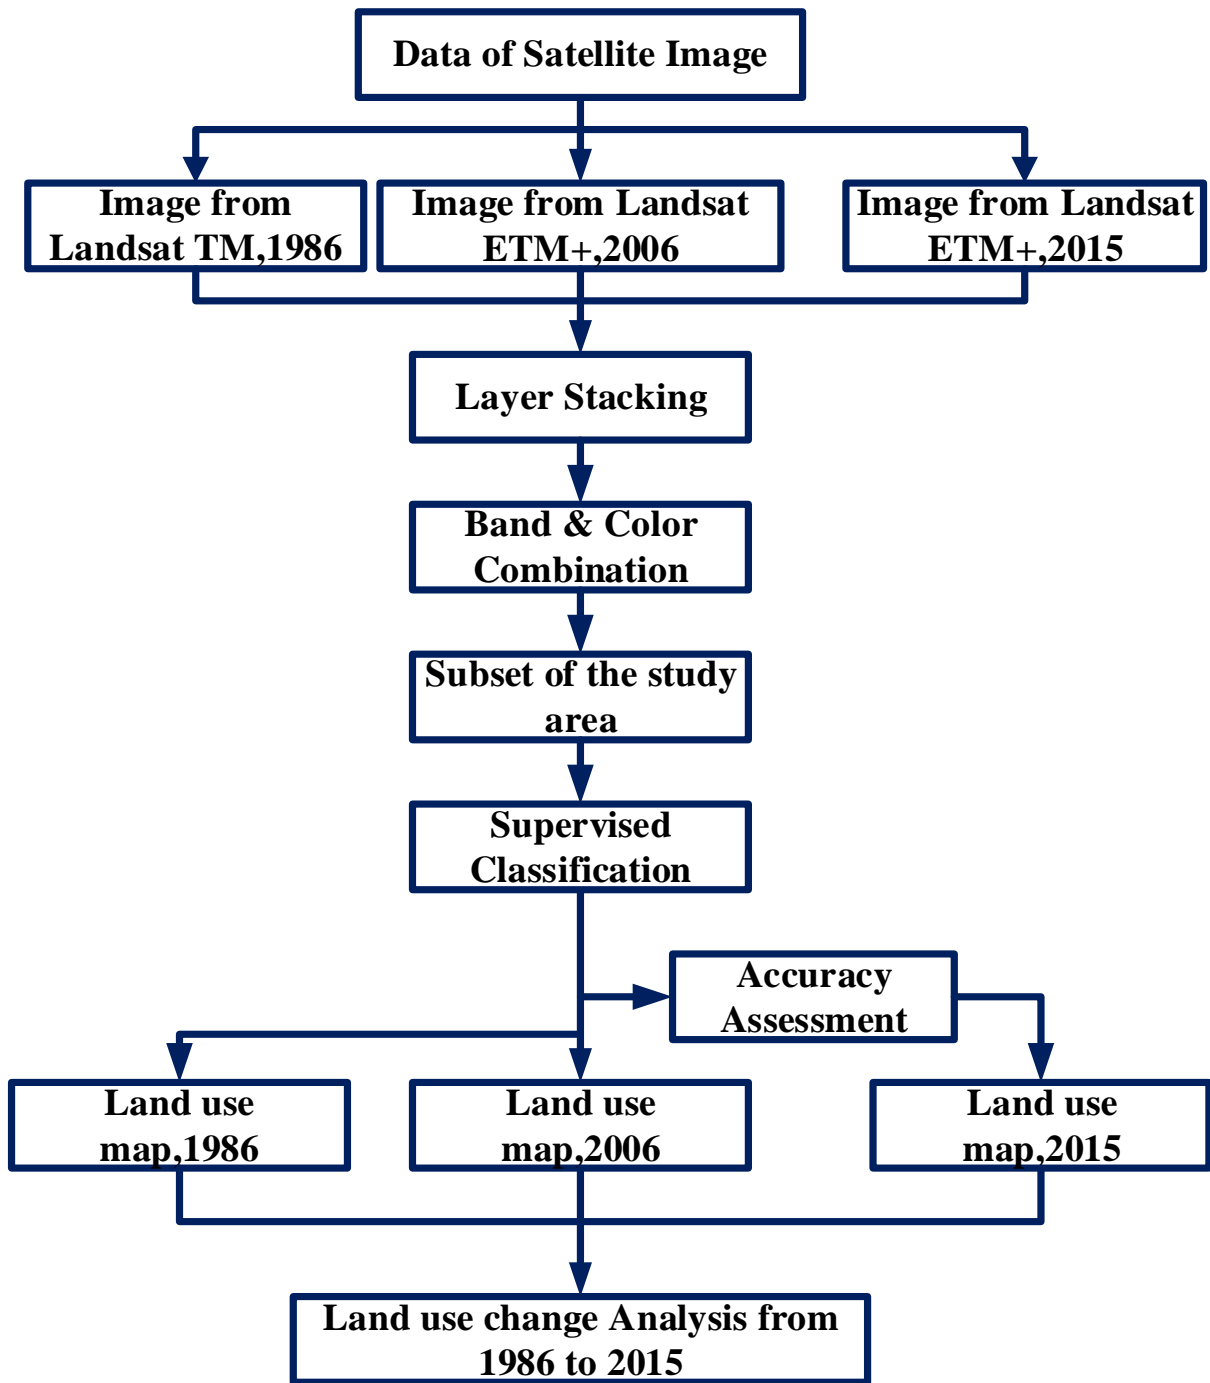 Data of Satellite Image
Image from
Landsat TM,1986
Image from Landsat
ETM+,2006
Image from Landsat
ETM+,2015
Layer Stacking
Band & Color
Combination
Subset of the study
area
Supervised
Classification
Accuracy
Assessment
Land use
map,1986
Land use
map,2006
Land use
map,2015
Land use change Analysis from
1986 to 2015